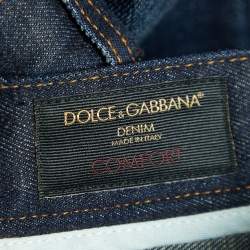 DOLCE & GABBANA
DENIM
MADE IN ITALY
COMFORT